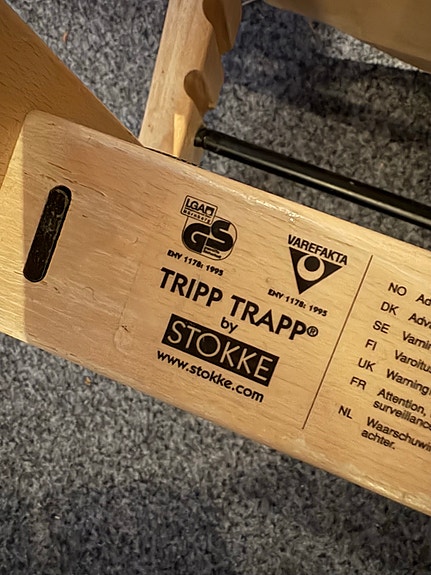 LGA
Nürnberg
GS
ENV 1178: 1995
VAREFAKTA
ENV 1178: 1995
TRIPP TRAPP®
by
STOKKE
www.stokke.com
NO
DK
SE
FI
UK Warning
FR Attention,
NL
achter.